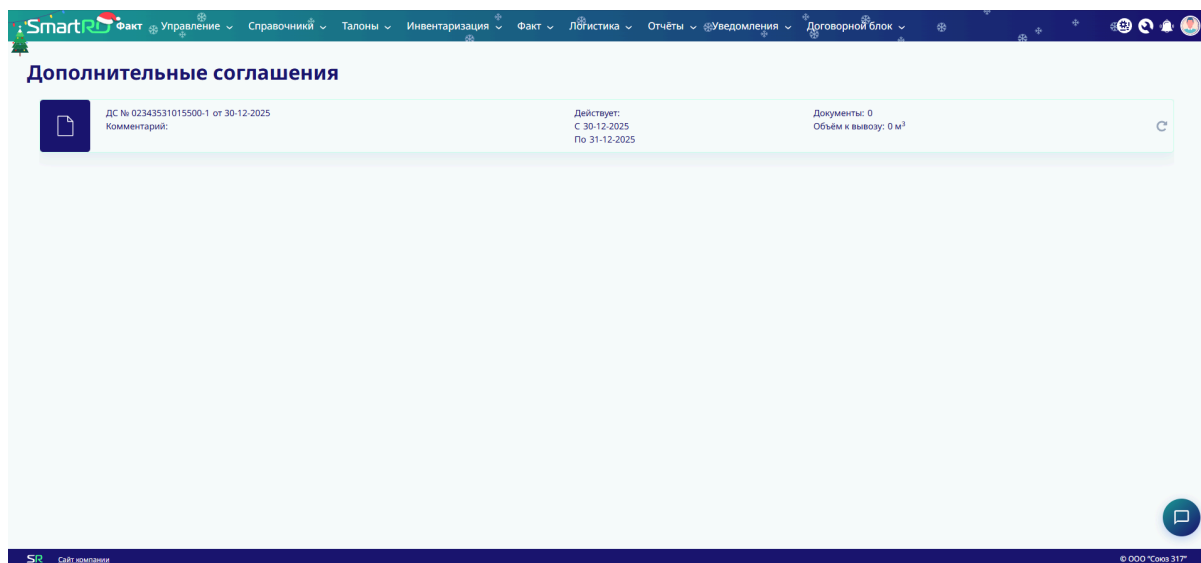 SmartRD Факт Управление Справочники Талоны Инвентаризация Факт Логистика Отчёты Уведомления Договорной блок
Дополнительные соглашения
ДС № 02343531015500-1 от 30-12-2025
Комментарий:
Действует:
С 30-12-2025
По 31-12-2025
Документы: 0
Объём к вывозу: 0 м³
SR Сайт компании © ООО "Союз 317"